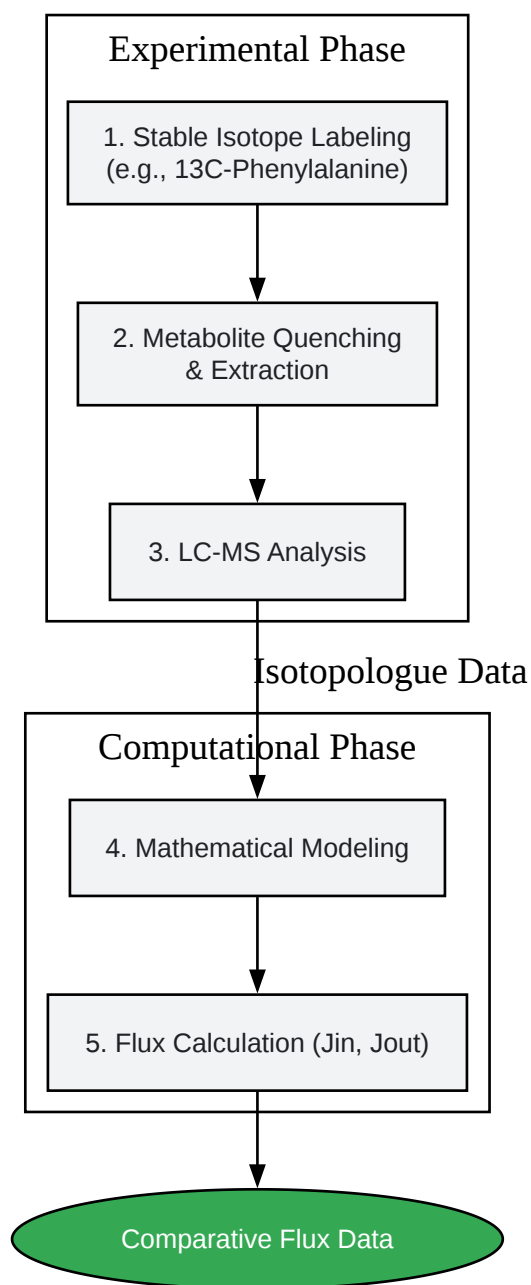 Experimental Phase
1. Stable Isotope Labeling
(e.g., 13C-Phenylalanine)
2. Metabolite Quenching
& Extraction
3. LC-MS Analysis
Isotopologue Data
Computational Phase
4. Mathematical Modeling
5. Flux Calculation (Jin, Jout)
Comparative Flux Data